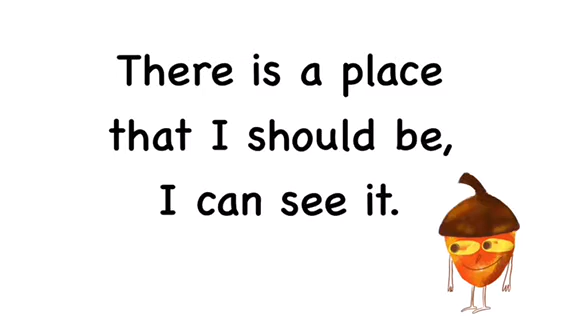 There is a place
that I should be,
I can see it.